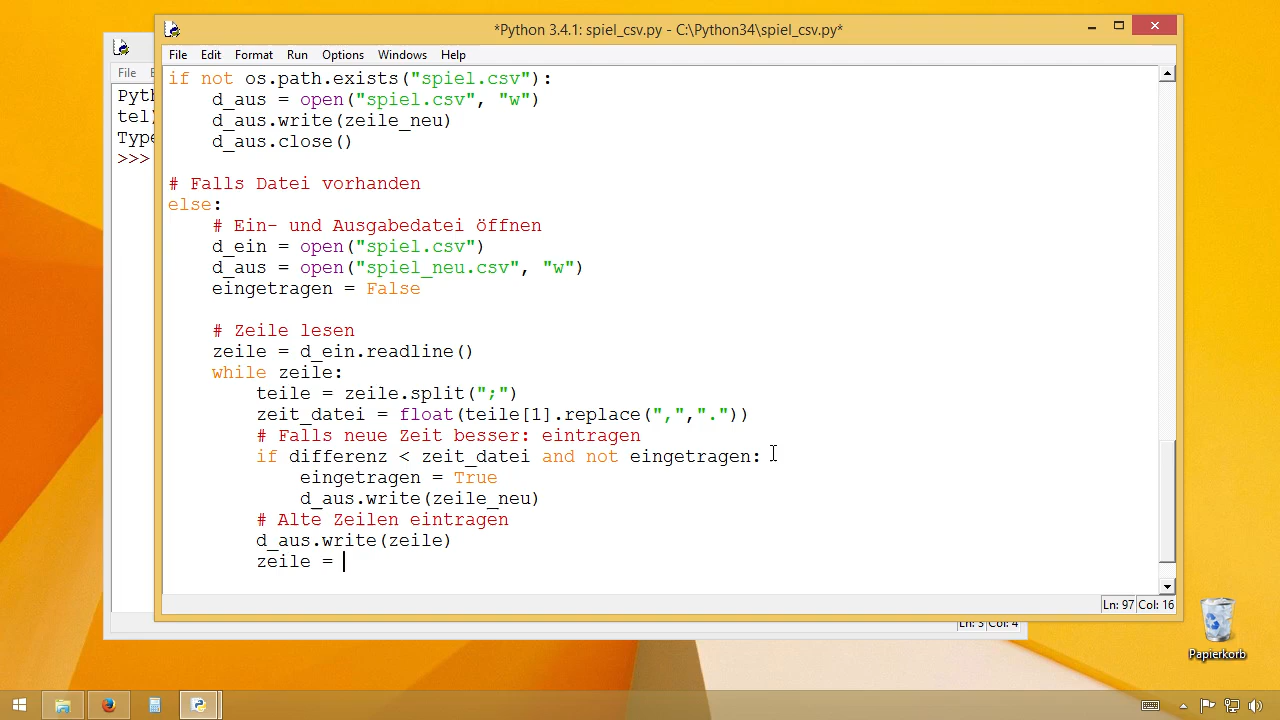 *Python 3.4.1: spiel_csv.py - C:\Python34\spiel_csv.py*
File Edit Format Run Options Windows Help
if not os.path.exists("spiel.csv"):
    d_aus = open("spiel.csv", "w")
    d_aus.write(zeile_neu)
    d_aus.close()
# Falls Datei vorhanden
else:
    # Ein- und Ausgabedatei öffnen
    d_ein = open("spiel.csv")
    d_aus = open("spiel_neu.csv", "w")
    eingetragen = False
    # Zeile lesen
    zeile = d_ein.readline()
    while zeile:
        teile = zeile.split(";")
        zeit_datei = float(teile[1].replace(",","."))
        # Falls neue Zeit besser: eintragen
        if differenz < zeit_datei and not eingetragen:
            eingetragen = True
            d_aus.write(zeile_neu)
        # Alte Zeilen eintragen
        d_aus.write(zeile)
        zeile =
Ln: 97 Col: 16
File
Pyth
tel)
Type
>>>
Ln: 3 Col: 4
Papierkorb